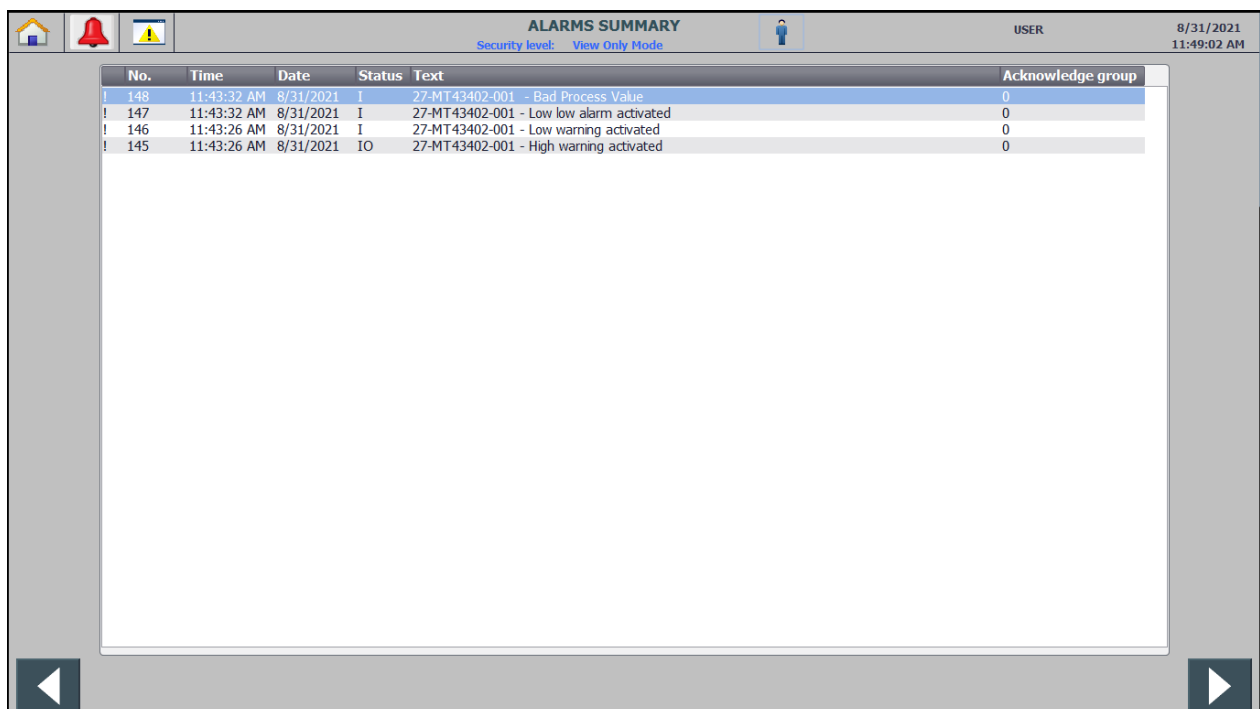 ALARMS SUMMARY
Security level: View Only Mode
USER
8/31/2021
11:49:02 AM
No. Time Date Status Text Acknowledge group
! 148 11:43:32 AM 8/31/2021 I 27-MT43402-001 - Bad Process Value 0
! 147 11:43:32 AM 8/31/2021 I 27-MT43402-001 - Low low alarm activated 0
! 146 11:43:26 AM 8/31/2021 I 27-MT43402-001 - Low warning activated 0
! 145 11:43:26 AM 8/31/2021 IO 27-MT43402-001 - High warning activated 0